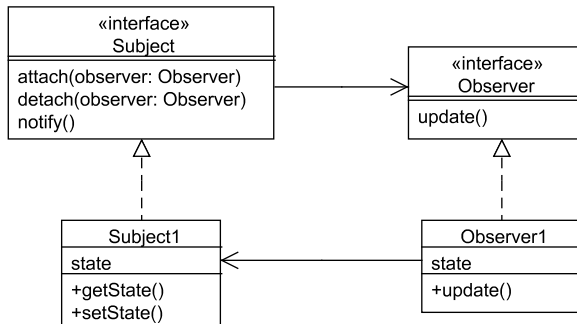 «interface»
Subject
attach(observer: Observer)
detach(observer: Observer)
notify()
«interface»
Observer
update()
Subject1
state
+getState()
+setState()
Observer1
state
+update()